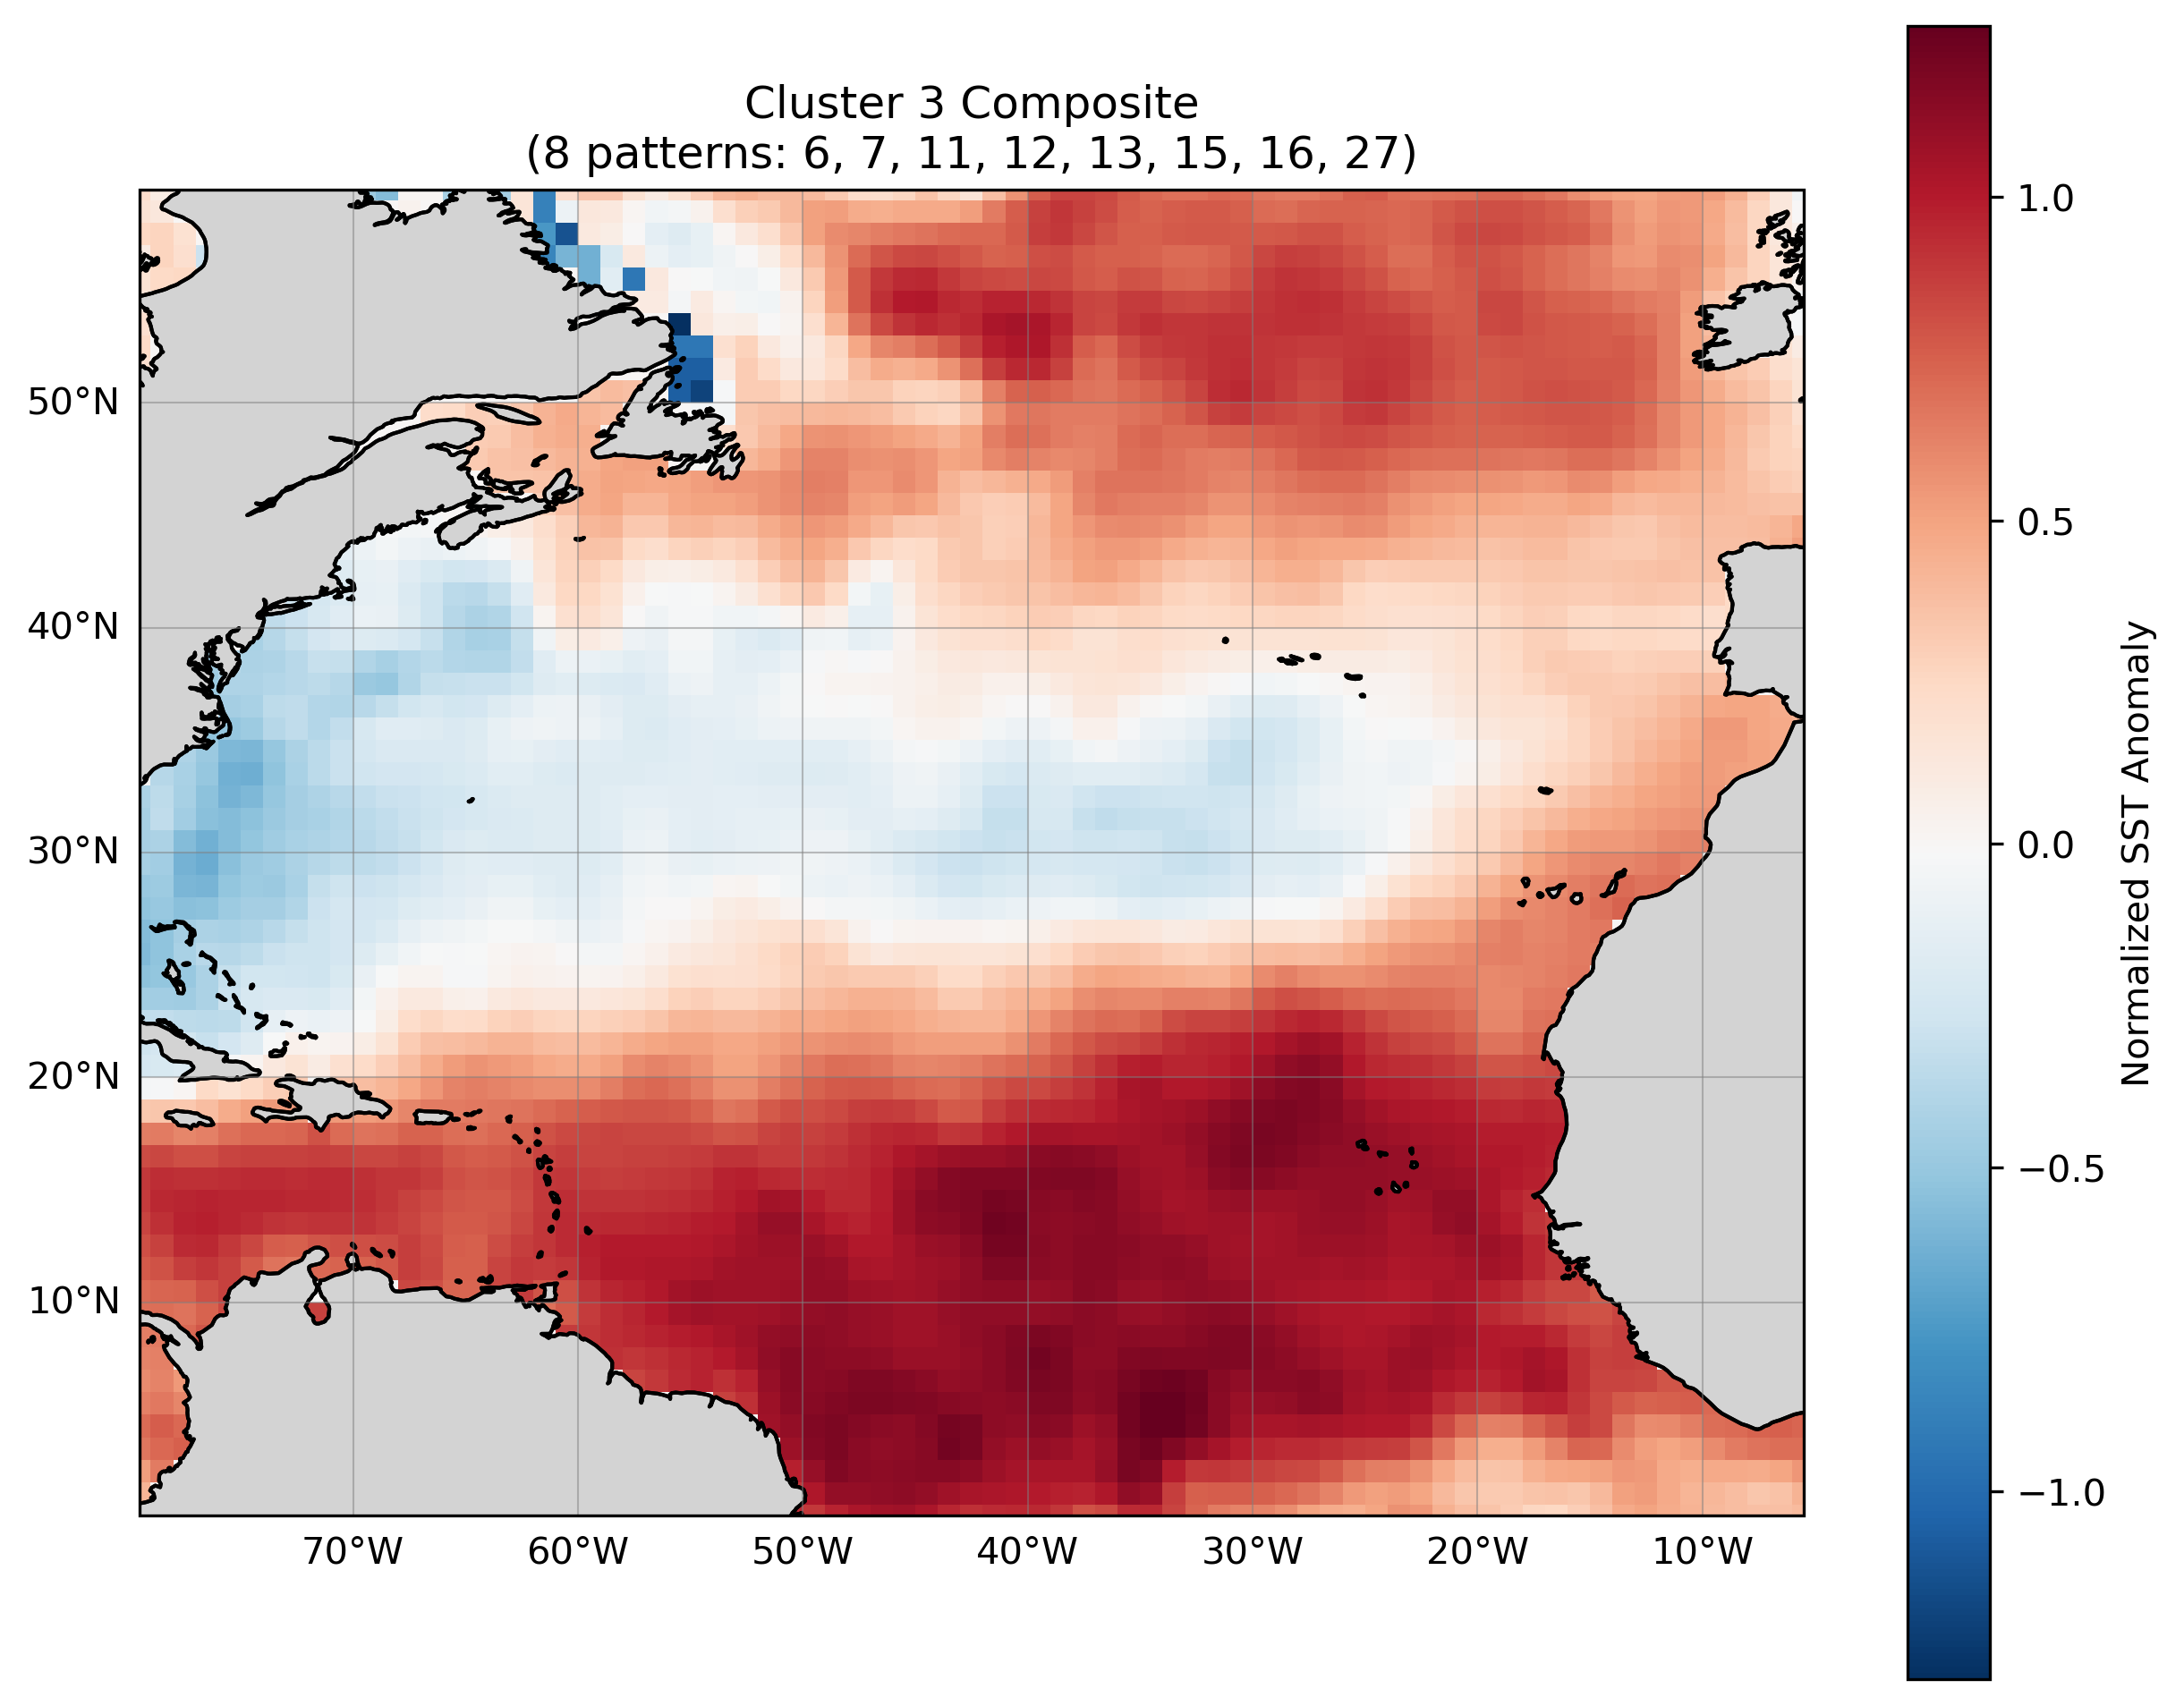 Cluster 3 Composite
(8 patterns: 6, 7, 11, 12, 13, 15, 16, 27)
50°N
40°N
30°N
20°N
10°N
70°W
60°W
50°W
40°W
30°W
20°W
10°W
1.0
0.5
0.0
−0.5
−1.0
Normalized SST Anomaly